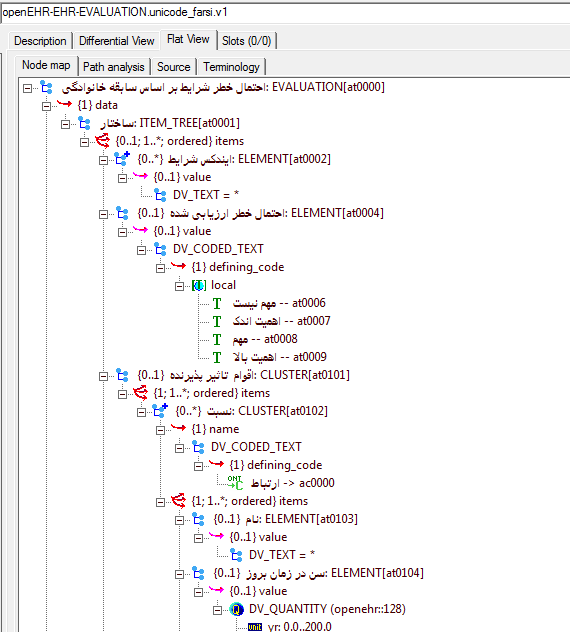 openEHR-EHR-EVALUATION.unicode_farsi.v1
Description Differential View Flat View Slots (0/0)
Node map Path analysis Source Terminology
احتمال خطر شرایط بر اساس سابقه خانوادگی: EVALUATION[at0000]
{1} data
ساختار: ITEM_TREE[at0001]
{0..1; 1..*; ordered} items
{0..*} ایندکس شرایط: ELEMENT[at0002]
{0..1} value
DV_TEXT = *
{0..1} احتمال خطر ارزیابی شده: ELEMENT[at0004]
{0..1} value
DV_CODED_TEXT
{1} defining_code
local
مهم نیست -- at0006
اهمیت اندک -- at0007
مهم -- at0008
اهمیت بالا -- at0009
{0..1} اقوام تاثیر پذیرنده: CLUSTER[at0101]
{1; 1..*; ordered} items
{0..*} نسبت: CLUSTER[at0102]
{1} name
DV_CODED_TEXT
{1} defining_code
ONT ارتباط -> ac0000
{1; 1..*; ordered} items
{0..1} نام: ELEMENT[at0103]
{0..1} value
DV_TEXT = *
{0..1} سن در زمان بروز: ELEMENT[at0104]
{0..1} value
DV_QUANTITY (openehr::128)
unit yr: 0.0..200.0